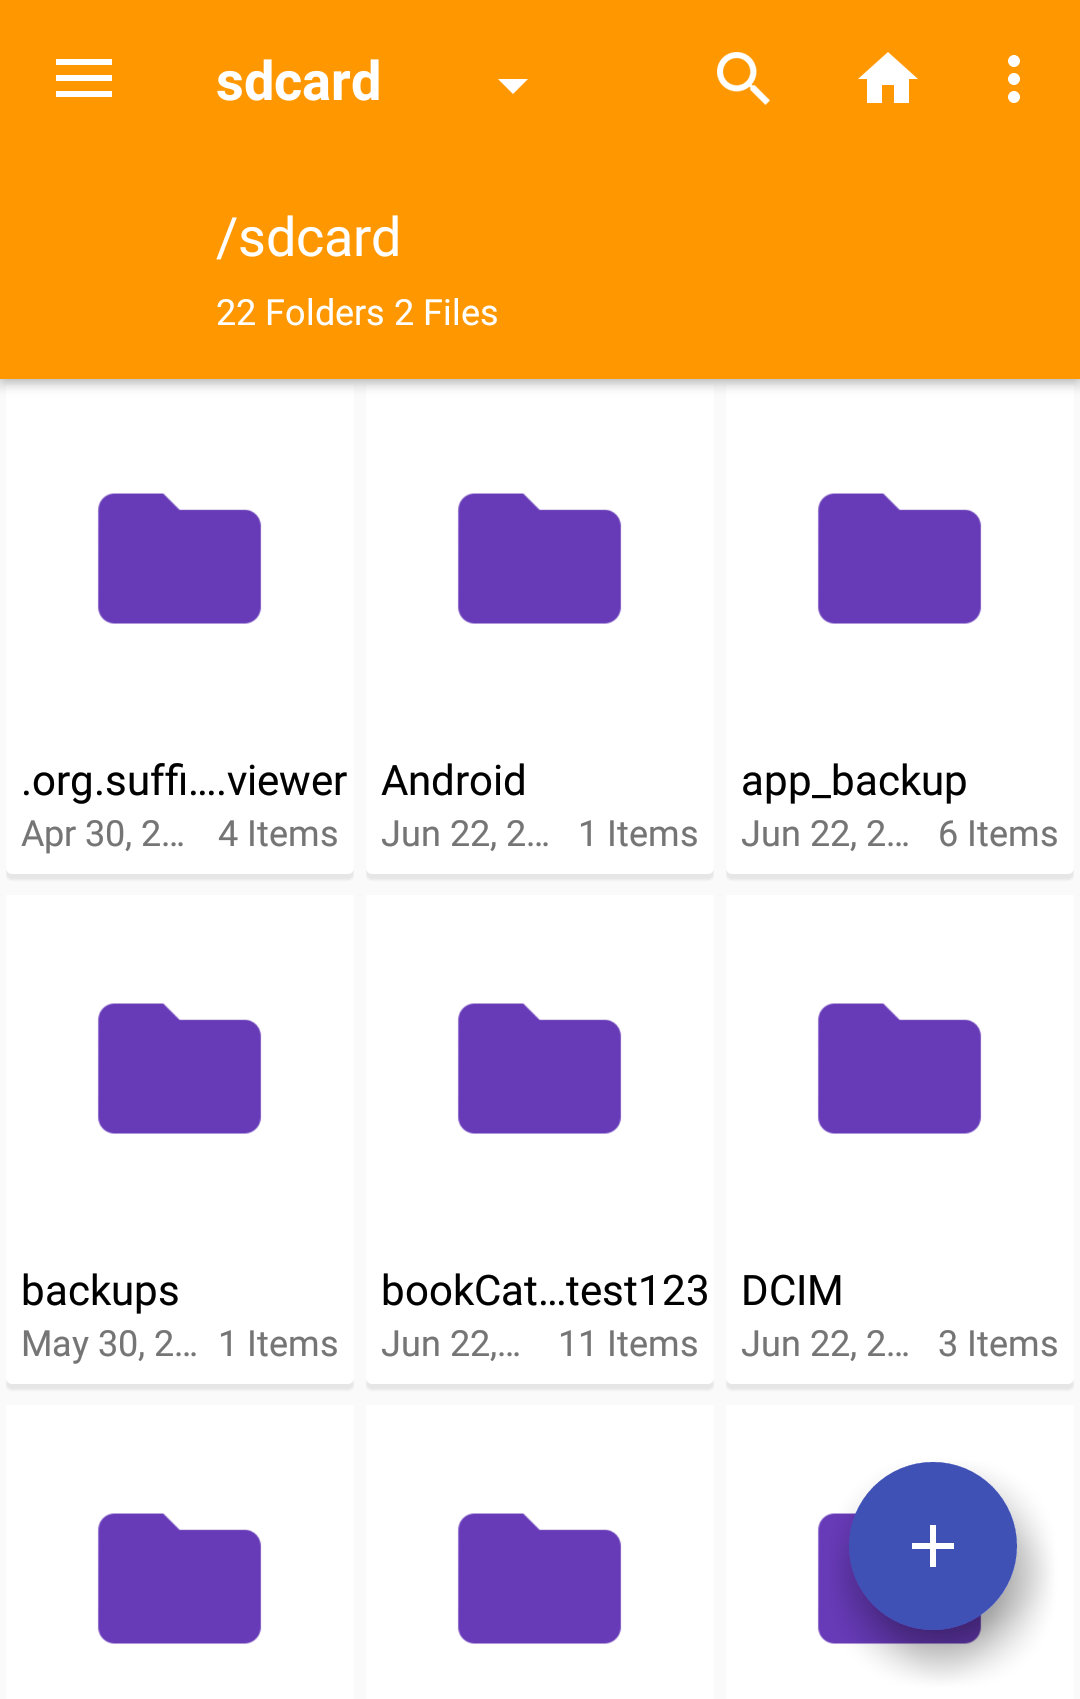 sdcard
/sdcard
22 Folders 2 Files
.org.suffi....viewer
Apr 30, 2... 4 Items
Android
Jun 22, 2... 1 Items
app_backup
Jun 22, 2... 6 Items
backups
May 30, 2... 1 Items
bookCat...test123
Jun 22,... 11 Items
DCIM
Jun 22, 2... 3 Items